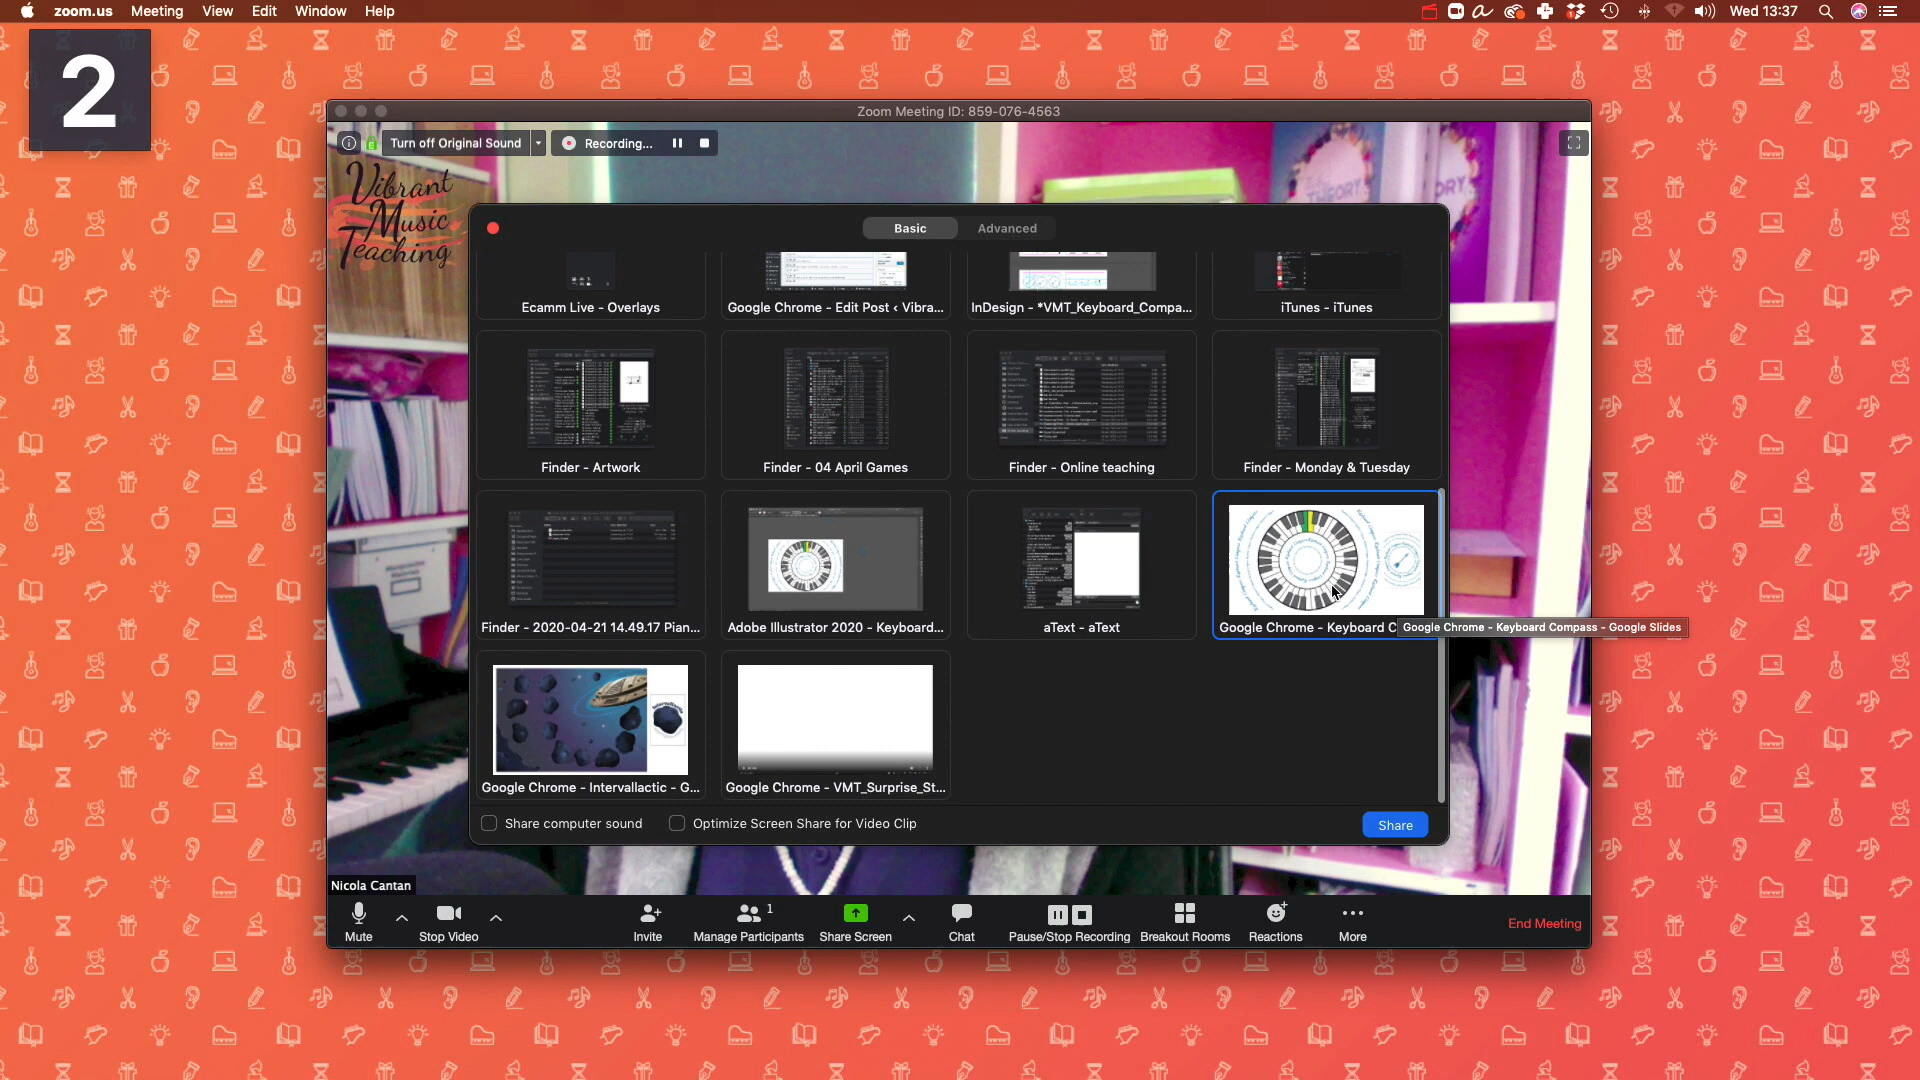 zoom.us Meeting View Edit Window Help
Wed 13:37
2
Zoom Meeting ID: 859-076-4563
Turn off Original Sound
Recording...
Vibrant
Music
Teaching
THEORY
Basic Advanced
Ecamm Live - Overlays
Google Chrome - Edit Post ‹ Vibra...
InDesign - *VMT_Keyboard_Compa...
iTunes - iTunes
Finder - Artwork
Finder - 04 April Games
Finder - Online teaching
Finder - Monday & Tuesday
Finder - 2020-04-21 14.49.17 Pian...
Adobe Illustrator 2020 - Keyboard...
aText - aText
Google Chrome - Keyboard C
Google Chrome - Keyboard Compass - Google Slides
Google Chrome - Intervallactic - G...
Google Chrome - VMT_Surprise_St...
Share computer sound
Optimize Screen Share for Video Clip
Share
Nicola Cantan
Mute
Stop Video
Invite
1
Manage Participants
Share Screen
Chat
Pause/Stop Recording
Breakout Rooms
Reactions
More
End Meeting